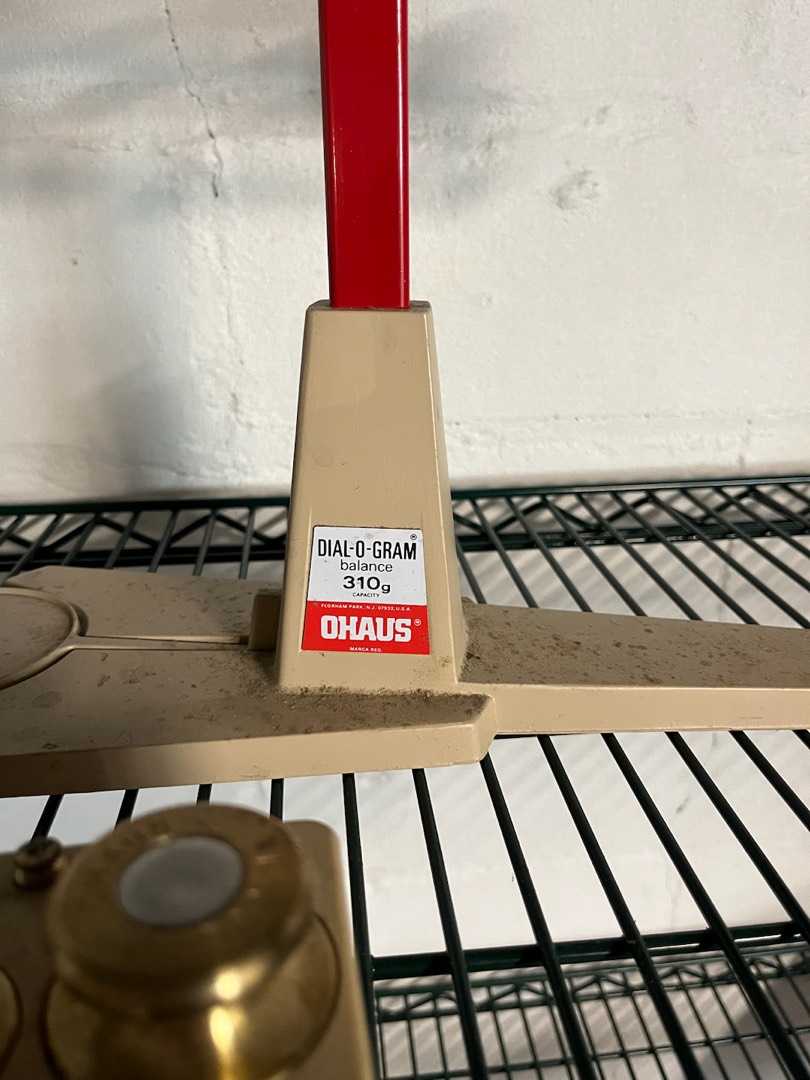 DIAL-O-GRAM®
balance
310g
CAPACITY
FLORHAM PARK, N.J. 07932, U.S.A.
OHAUS®
MARCA REG.